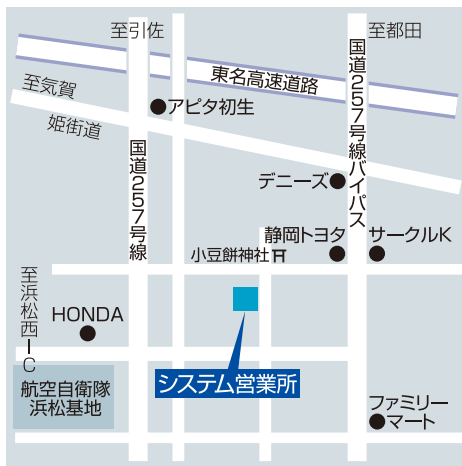 至引佐
至都田
東名高速道路
至気賀
アピタ初生
姫街道
国道257号線
国道257号線バイパス
デニーズ
静岡トヨタ
サークルK
小豆餅神社
至浜松西IC
HONDA
システム営業所
航空自衛隊
浜松基地
ファミリー
マート